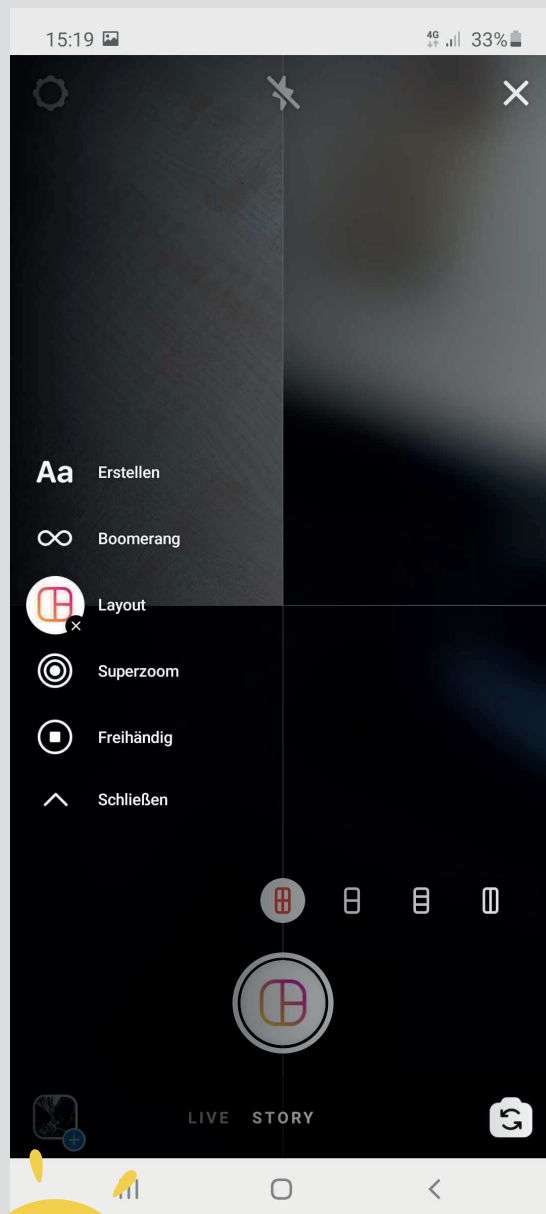 15:19 4G 33%
Aa Erstellen
Boomerang
Layout
Superzoom
Freihändig
Schließen
LIVE STORY